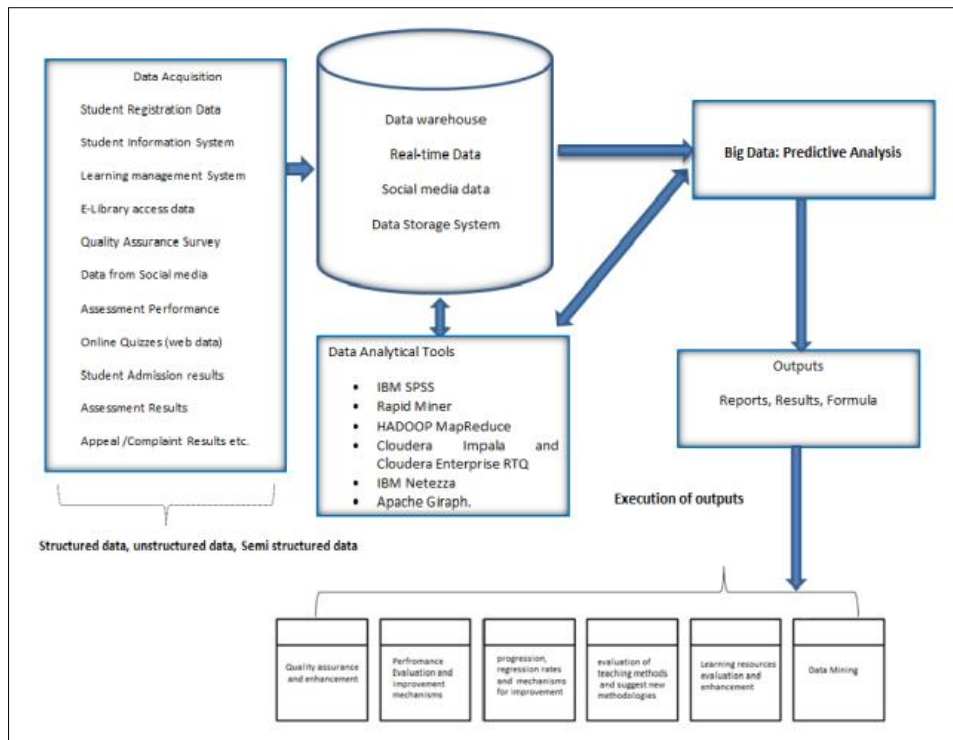 Data Acquisition
Student Registration Data
Student Information System
Learning management System
E-Library access data
Quality Assurance Survey
Data from Social media
Assessment Performance
Online Quizzes (web data)
Student Admission results
Assessment Results
Appeal /Complaint Results etc.
Structured data, unstructured data, Semi structured data
Data warehouse
Real-time Data
Social media data
Data Storage System
Data Analytical Tools
• IBM SPSS
• Rapid Miner
• HADOOP MapReduce
• Cloudera Impala and
Cloudera Enterprise RTQ
• IBM Netezza
• Apache Giraph.
Big Data: Predictive Analysis
Outputs
Reports, Results, Formula
Execution of outputs
Quality assurance
and enhancement
Perfromance
Evaluation and
improvement
mechanisms
progression,
regression rates
and mechanisms
for improvement
evaluation of
teaching methods
and suggest new
methodologies
Learning resources
evaluation and
enhancement
Data Mining